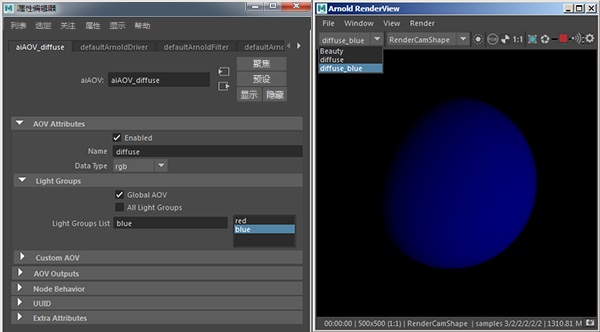 属性编辑器
列表 选定 关注 属性 显示 帮助
aiAOV_diffuse defaultArnoldDriver defaultArnoldFilter defaultArno
聚焦
aiAOV: aiAOV_diffuse
预设
显示 隐藏
AOV Attributes
Enabled
Name diffuse
Data Type rgb
Light Groups
Global AOV
All Light Groups
Light Groups List blue
red
blue
Custom AOV
AOV Outputs
Node Behavior
UUID
Extra Attributes
Arnold RenderView
File Window View Render
diffuse_blue RenderCamShape 1:1
Beauty
diffuse
diffuse_blue
00:00:00 | 500x500 (1:1) | RenderCamShape | samples 3/2/2/2/2/2 | 1310.81 M